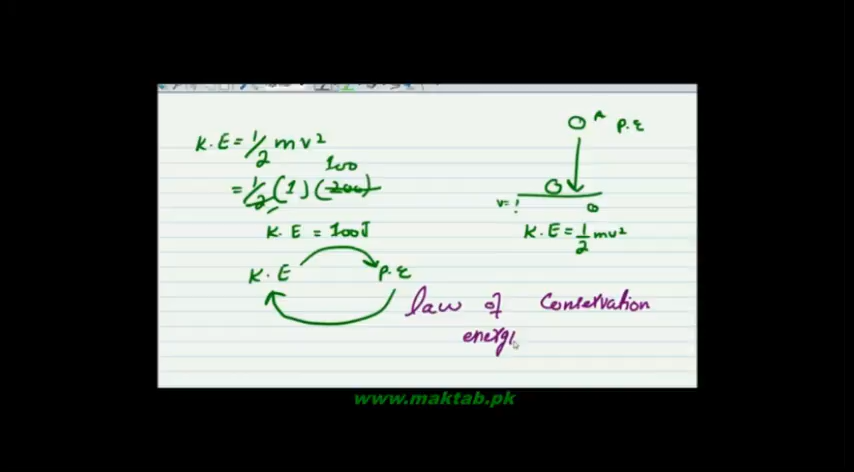 K.E = 1/2 mv²
= 1/2 (1) (200) 100
K.E = 100J
K.E P.E
A P.E
v = ! B
K.E = 1/2 mv²
law of Conservation
energy
www.maktab.pk